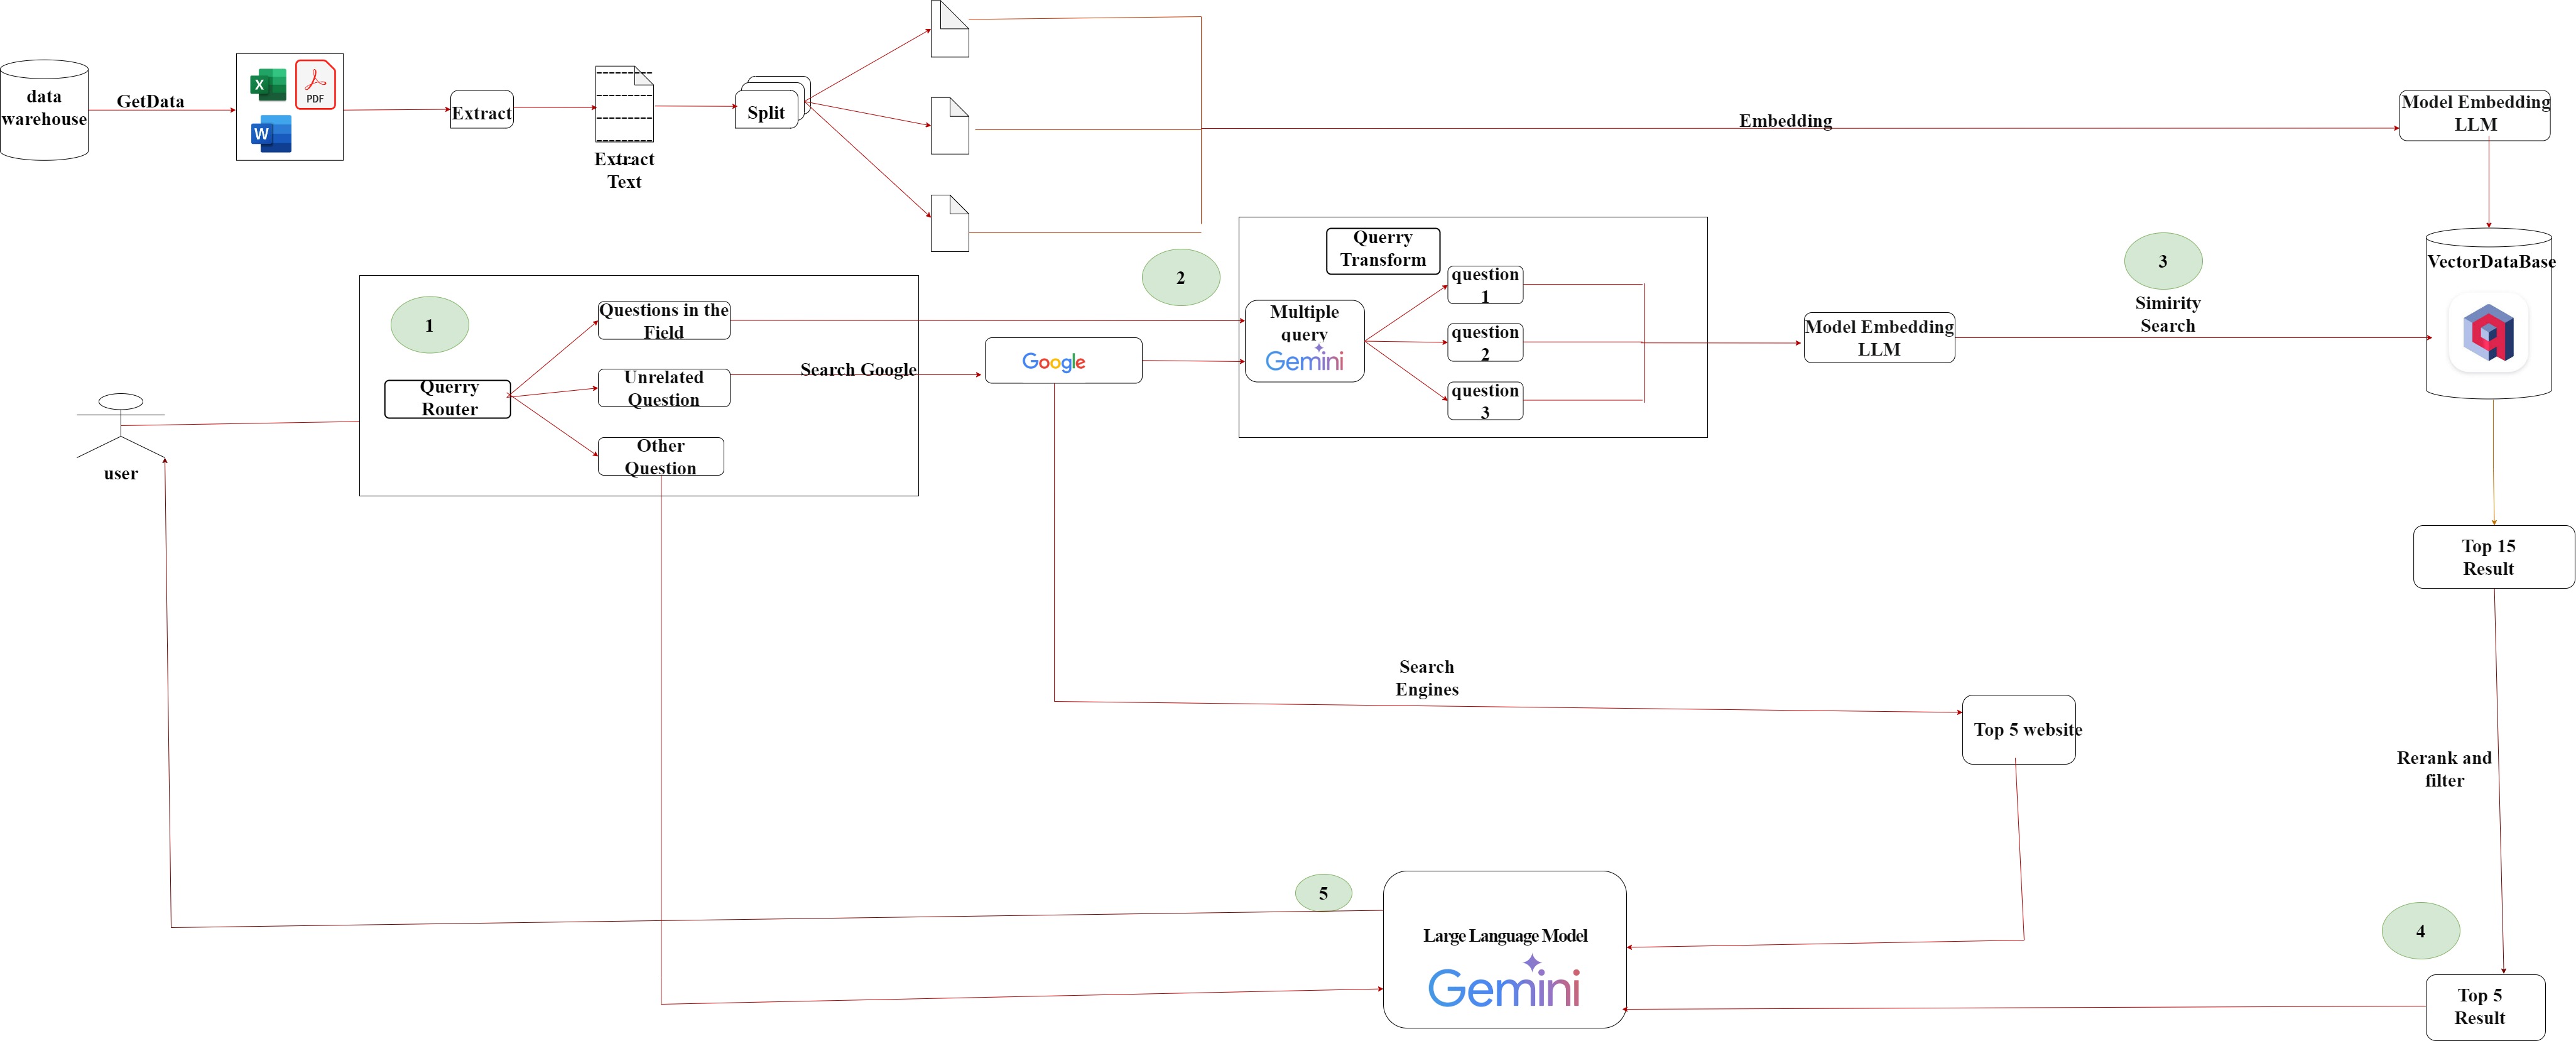 data
warehouse
GetData
X
PDF
W
Extract
Extract
Text
Split
Embedding
Model Embedding
LLM
1
Querry
Router
Questions in the
Field
Unrelated
Question
Other
Question
Search Google
Google
2
Querry
Transform
Multiple
query
Gemini
question
1
question
2
question
3
Model Embedding
LLM
3
Simirity
Search
VectorDataBase
user
Top 15
Result
Search
Engines
Top 5 website
Rerank and
filter
5
Large Language Model
Gemini
4
Top 5
Result